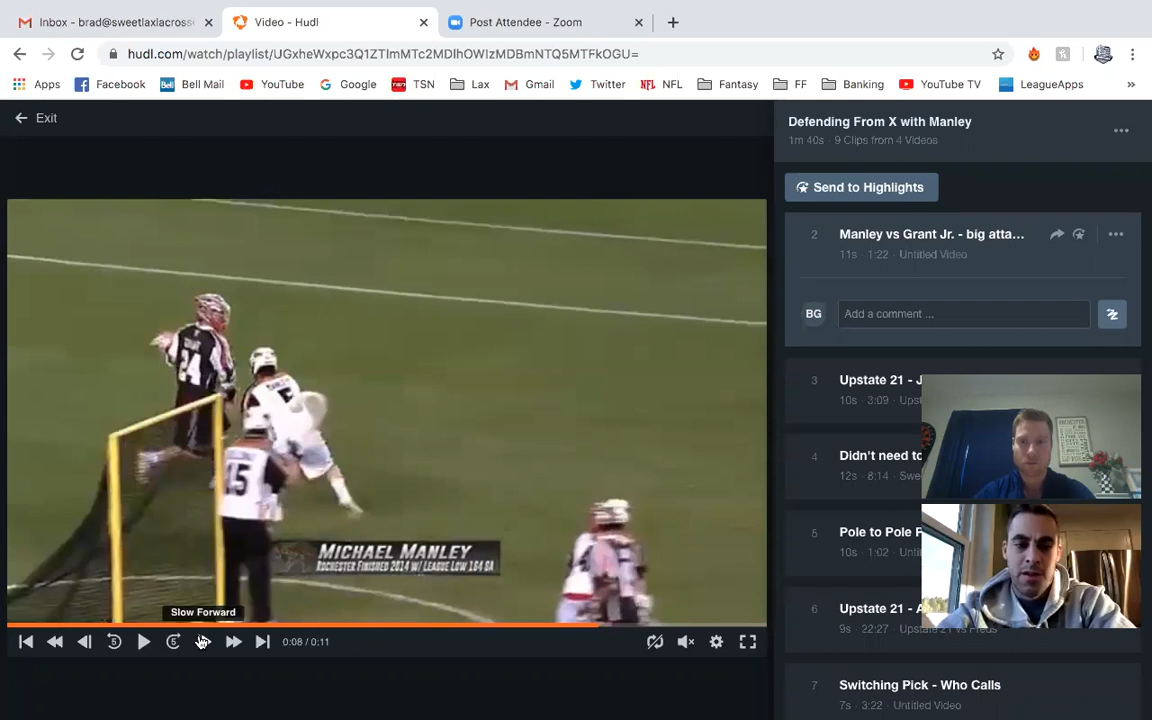 Inbox - brad@sweetlaxlacross
Video - Hudl
Post Attendee - Zoom
hudl.com/watch/playlist/UGxheWxpc3Q1ZTlmMTc2MDlhOWIzMDBmNTQ5MTFkOGU=
Apps
Facebook
Bell Mail
YouTube
Google
TSN
Lax
Gmail
Twitter
NFL
Fantasy
FF
Banking
YouTube TV
LeagueApps
»
Exit
Defending From X with Manley
1m 40s · 9 Clips from 4 Videos
Send to Highlights
2 Manley vs Grant Jr. - big atta...
11s · 1:22 Untitled Video
BG Add a comment ...
3 Upstate 21 - J
10s · 3:09 Upst
4 Didn't need to
12s · 8:14 Swe
5 Pole to Pole
10s · 1:02 Unti
6 Upstate 21 - A
9s · 22:27 Upstate 21 vs Preds
7 Switching Pick - Who Calls
7s · 3:22 Untitled Video
24
15
MICHAEL MANLEY
ROCHESTER FINISHED 2014 W/ LEAGUE LOW 164 GA
Slow Forward
5
5
0:08 / 0:11